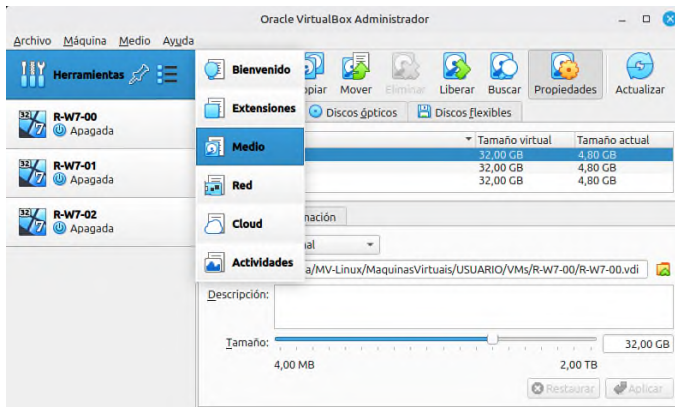 Oracle VirtualBox Administrador
Archivo Máquina Medio Ayuda
Herramientas
R-W7-00
Apagada
R-W7-01
Apagada
R-W7-02
Apagada
Bienvenido
Extensiones
Medio
Red
Cloud
Actividades
opiar Mover Eliminar Liberar Buscar Propiedades Actualizar
Discos ópticos Discos flexibles
Tamaño virtual Tamaño actual
32,00 GB 4,80 GB
32,00 GB 4,80 GB
32,00 GB 4,80 GB
mación
al
a/MV-Linux/MaquinasVirtuais/USUARIO/VMs/R-W7-00/R-W7-00.vdi
Descripción:
Tamaño: 32,00 GB
4,00 MB 2,00 TB
Restaurar Aplicar